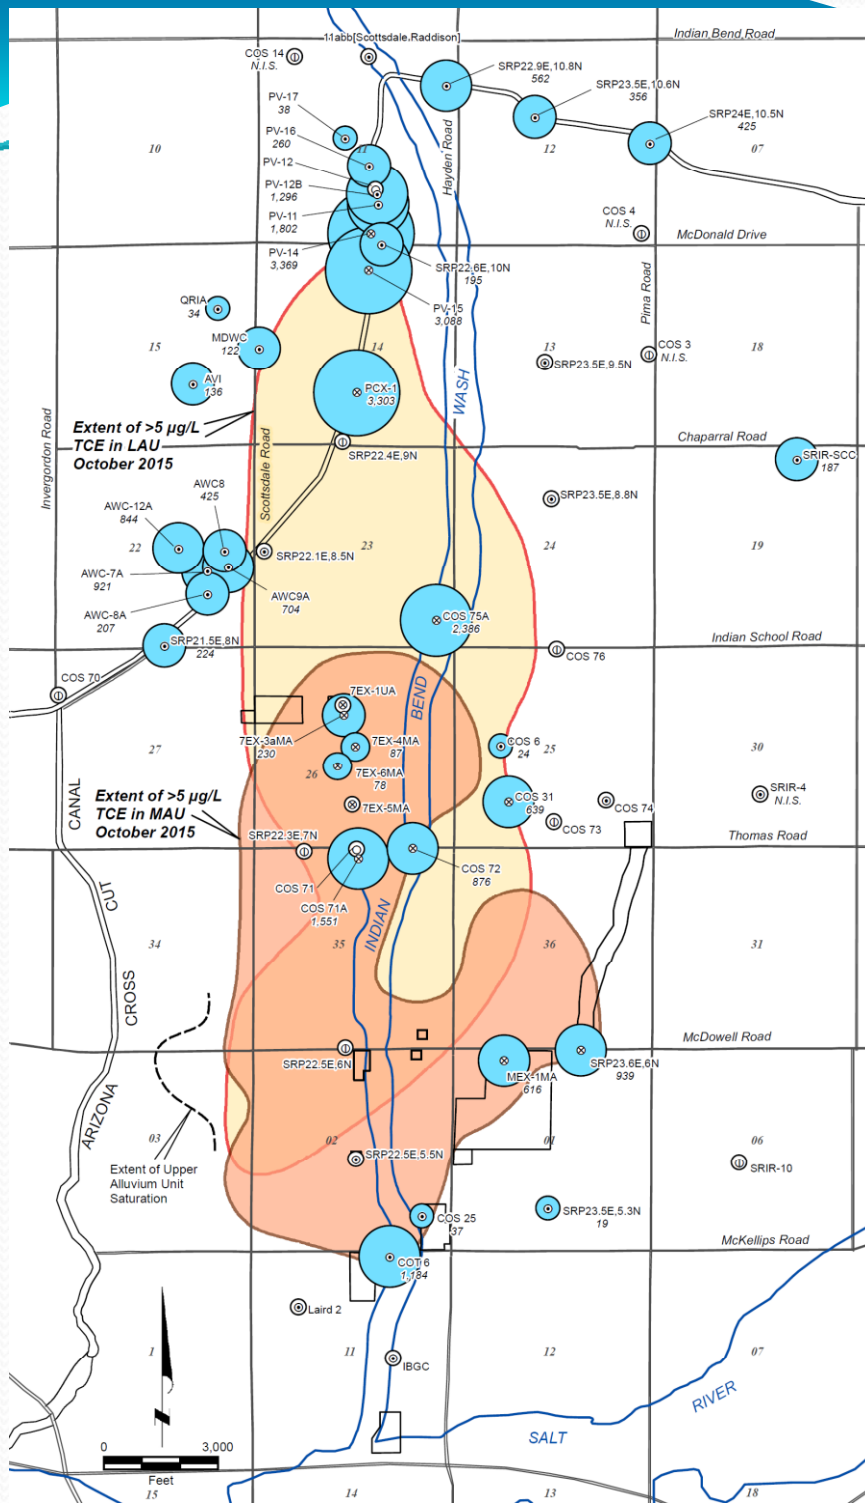 Indian Bend Road
11abb[Scottsdale.Raddison]
COS 14
N.I.S.
SRP22.9E,10.8N
562
SRP23.5E,10.6N
356
SRP24E,10.5N
425
PV-17
38
PV-16
260
PV-12
PV-12B
1,296
PV-11
1,802
PV-14
3,369
10
11
12
07
Hayden Road
COS 4
N.I.S.
McDonald Drive
SRP22.6E,10N
195
PV-15
3,088
Pima Road
QRIA
34
MDWC
122
AVI
136
15
14
13
18
COS 3
N.I.S.
SRP23.5E,9.5N
PCX-1
3,303
WASH
Extent of >5 µg/L
TCE in LAU
October 2015
Invergordon Road
Scottsdale Road
SRP22.4E,9N
Chaparral Road
SRIR-SCC
187
AWC8
425
AWC-12A
844
SRP23.5E,8.8N
22
23
24
19
SRP22.1E,8.5N
AWC-7A
921
AWC9A
704
AWC-8A
207
COS 75A
2,386
SRP21.5E,8N
224
Indian School Road
COS 76
COS 70
7EX-1UA
BEND
7EX-3aMA
230
7EX-4MA
87
7EX-6MA
78
COS 6
24
27
26
25
30
CANAL
Extent of >5 µg/L
TCE in MAU
October 2015
7EX-5MA
COS 31
639
COS 74
SRIR-4
N.I.S.
COS 73
SRP22.3E,7N
Thomas Road
COS 71
COS 71A
1,551
COS 72
876
CUT
INDIAN
34
35
36
31
CROSS
McDowell Road
SRP22.5E,6N
MEX-1MA
616
SRP23.6E,6N
939
ARIZONA
03
02
01
06
Extent of Upper
Alluvium Unit
Saturation
SRP22.5E,5.5N
SRIR-10
COS 25
37
SRP23.5E,5.3N
19
McKellips Road
COT 6
1,184
Laird 2
1
11
12
07
IBGC
RIVER
SALT
0
3,000
Feet
15
14
13
18